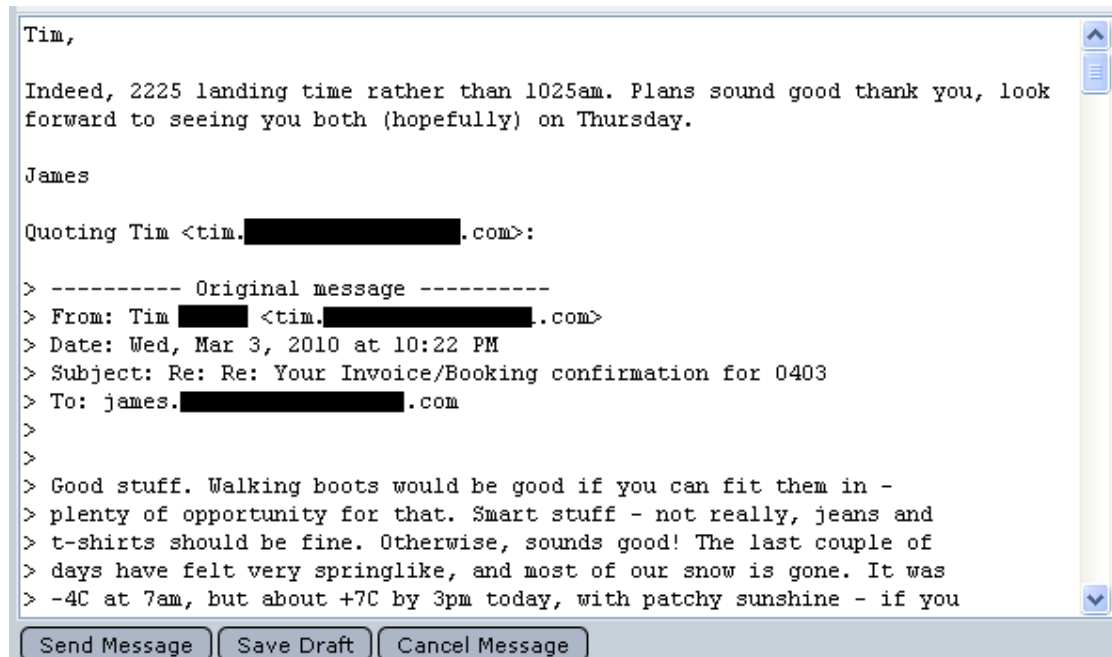 Tim,
Indeed, 2225 landing time rather than 1025am. Plans sound good thank you, look
forward to seeing you both (hopefully) on Thursday.
James
Quoting Tim <tim. .com>:
> ---------- Original message ----------
> From: Tim <tim. .com>
> Date: Wed, Mar 3, 2010 at 10:22 PM
> Subject: Re: Re: Your Invoice/Booking confirmation for 0403
> To: james. .com
>
>
> Good stuff. Walking boots would be good if you can fit them in -
> plenty of opportunity for that. Smart stuff - not really, jeans and
> t-shirts should be fine. Otherwise, sounds good! The last couple of
> days have felt very springlike, and most of our snow is gone. It was
> -4C at 7am, but about +7C by 3pm today, with patchy sunshine - if you
Send Message Save Draft Cancel Message